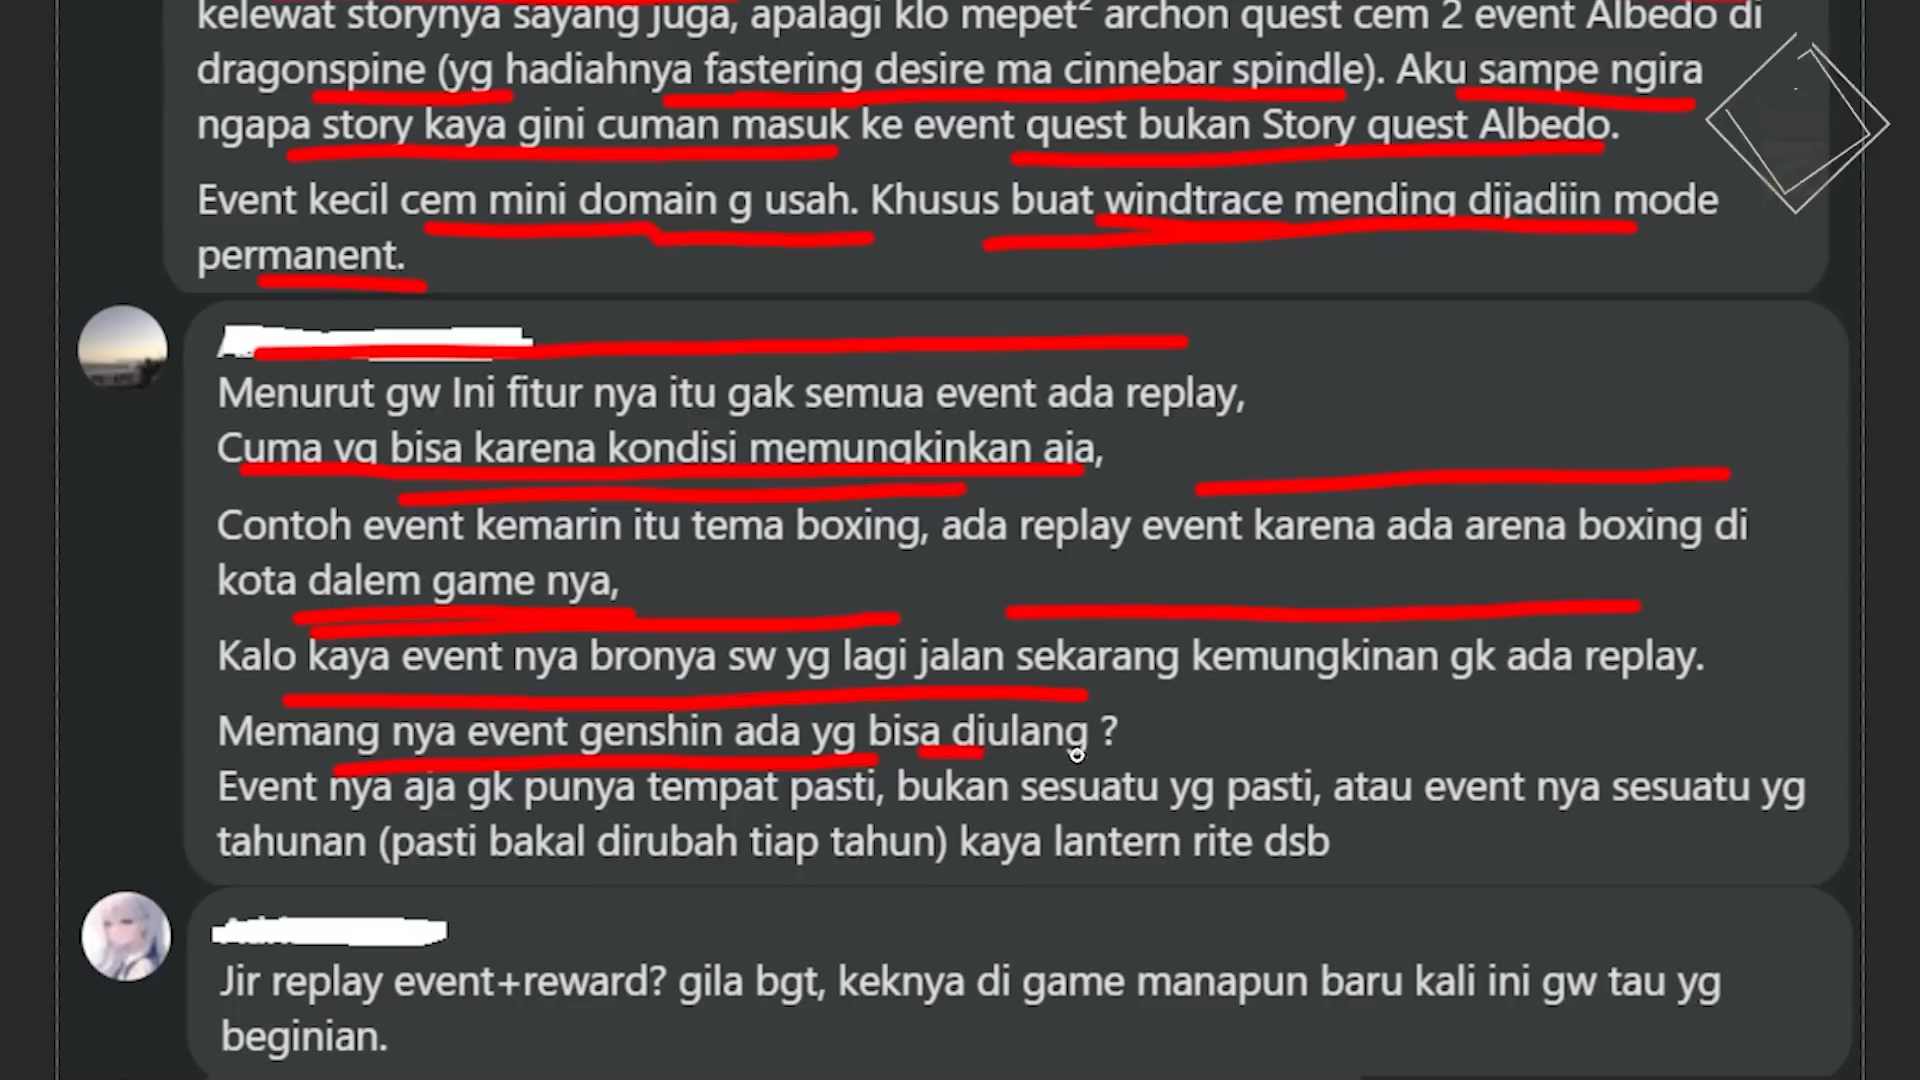 kelewat storynya sayang juga, apalagi klo mepet² archon quest cem 2 event Albedo di
dragonspine (yg hadiahnya fastering desire ma cinnebar spindle). Aku sampe ngira
ngapa story kaya gini cuman masuk ke event quest bukan Story quest Albedo.
Event kecil cem mini domain g usah. Khusus buat windtrace mending dijadiin mode
permanent.
Menurut gw Ini fitur nya itu gak semua event ada replay,
Cuma yg bisa karena kondisi memungkinkan aja,
Contoh event kemarin itu tema boxing, ada replay event karena ada arena boxing di
kota dalem game nya,
Kalo kaya event nya bronya sw yg lagi jalan sekarang kemungkinan gk ada replay.
Memang nya event genshin ada yg bisa diulang ?
Event nya aja gk punya tempat pasti, bukan sesuatu yg pasti, atau event nya sesuatu yg
tahunan (pasti bakal dirubah tiap tahun) kaya lantern rite dsb
Jir replay event+reward? gila bgt, keknya di game manapun baru kali ini gw tau yg
beginian.